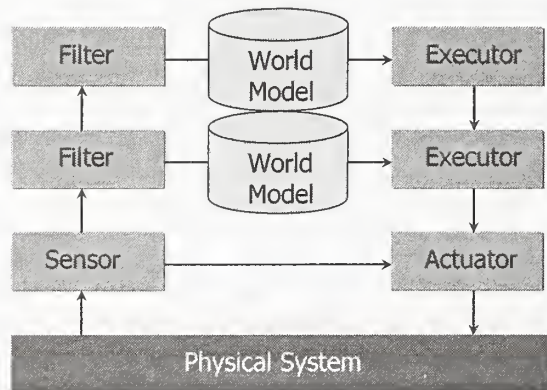 Filter
World
Model
Executor
Filter
World
Model
Executor
Sensor
Actuator
Physical System